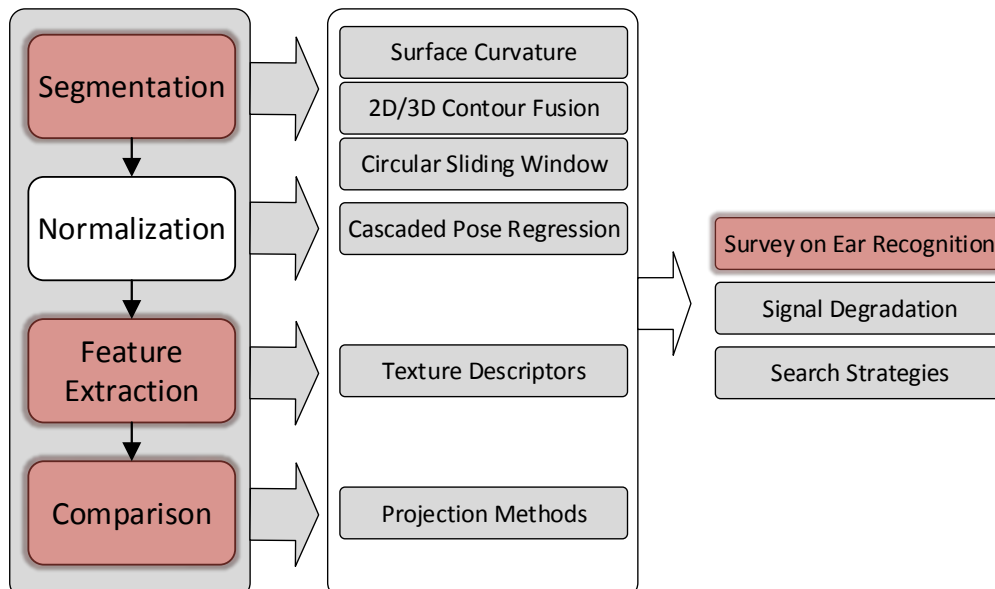 Segmentation
Normalization
Feature
Extraction
Comparison
Surface Curvature
2D/3D Contour Fusion
Circular Sliding Window
Cascaded Pose Regression
Texture Descriptors
Projection Methods
Survey on Ear Recognition
Signal Degradation
Search Strategies